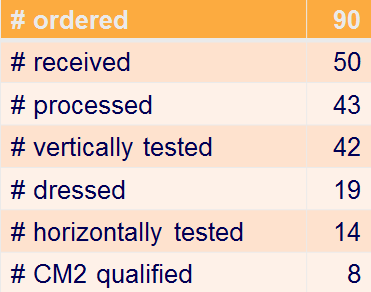 # ordered 90
# received 50
# processed 43
# vertically tested 42
# dressed 19
# horizontally tested 14
# CM2 qualified 8